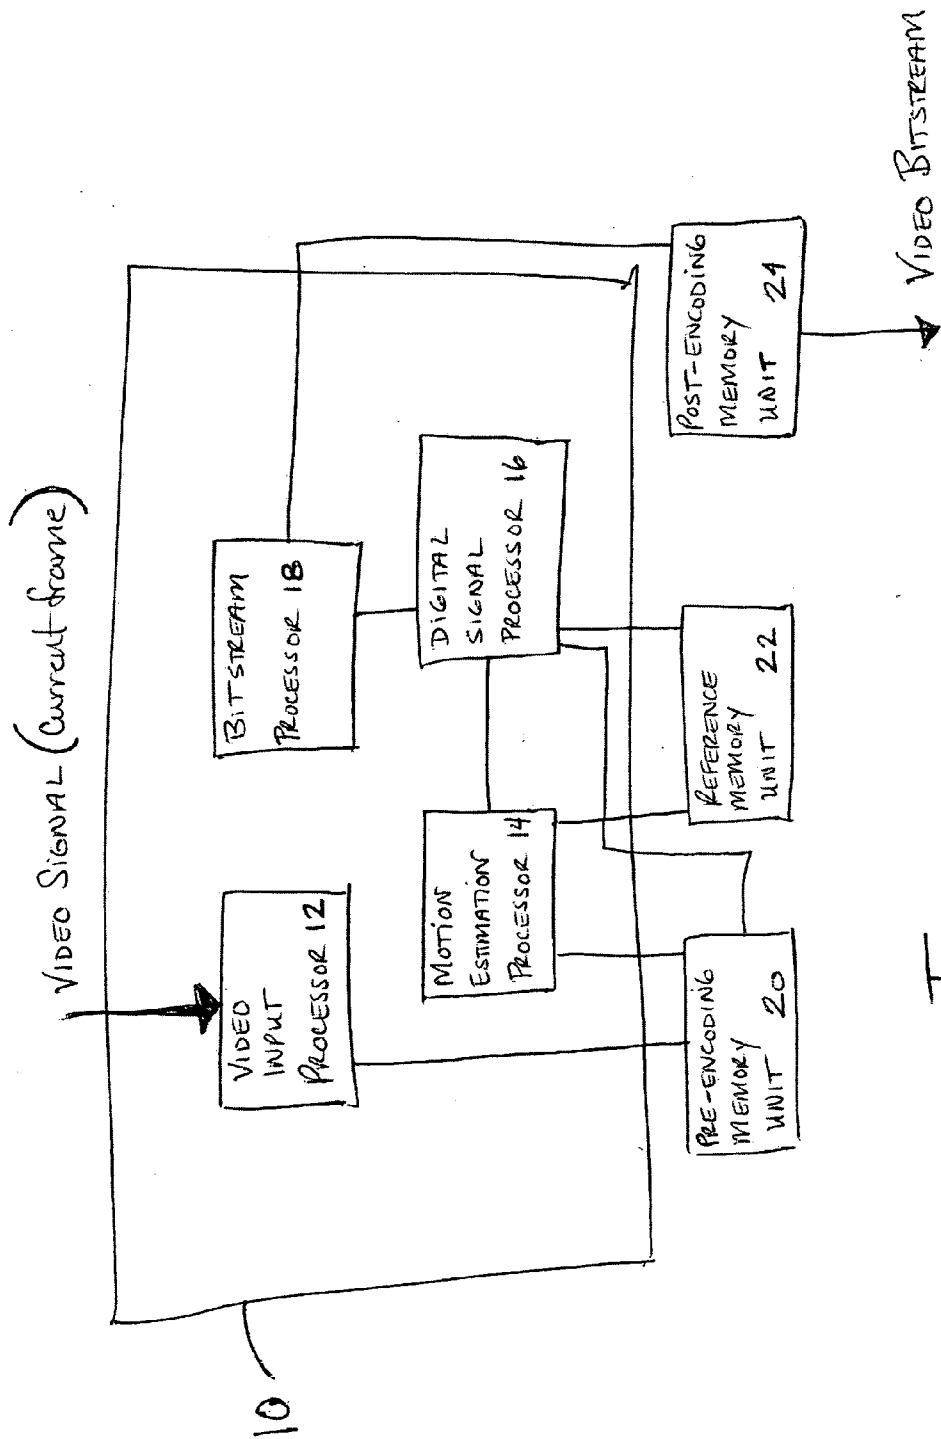 VIDEO SIGNAL (Current frame)
10
VIDEO
INPUT
PROCESSOR 12
BITSTREAM
PROCESSOR 18
MOTION
ESTIMATION
PROCESSOR 14
DIGITAL
SIGNAL
PROCESSOR 16
PRE-ENCODING
MEMORY
UNIT 20
REFERENCE
MEMORY
UNIT 22
POST-ENCODING
MEMORY
UNIT 24
VIDEO BITSTREAM